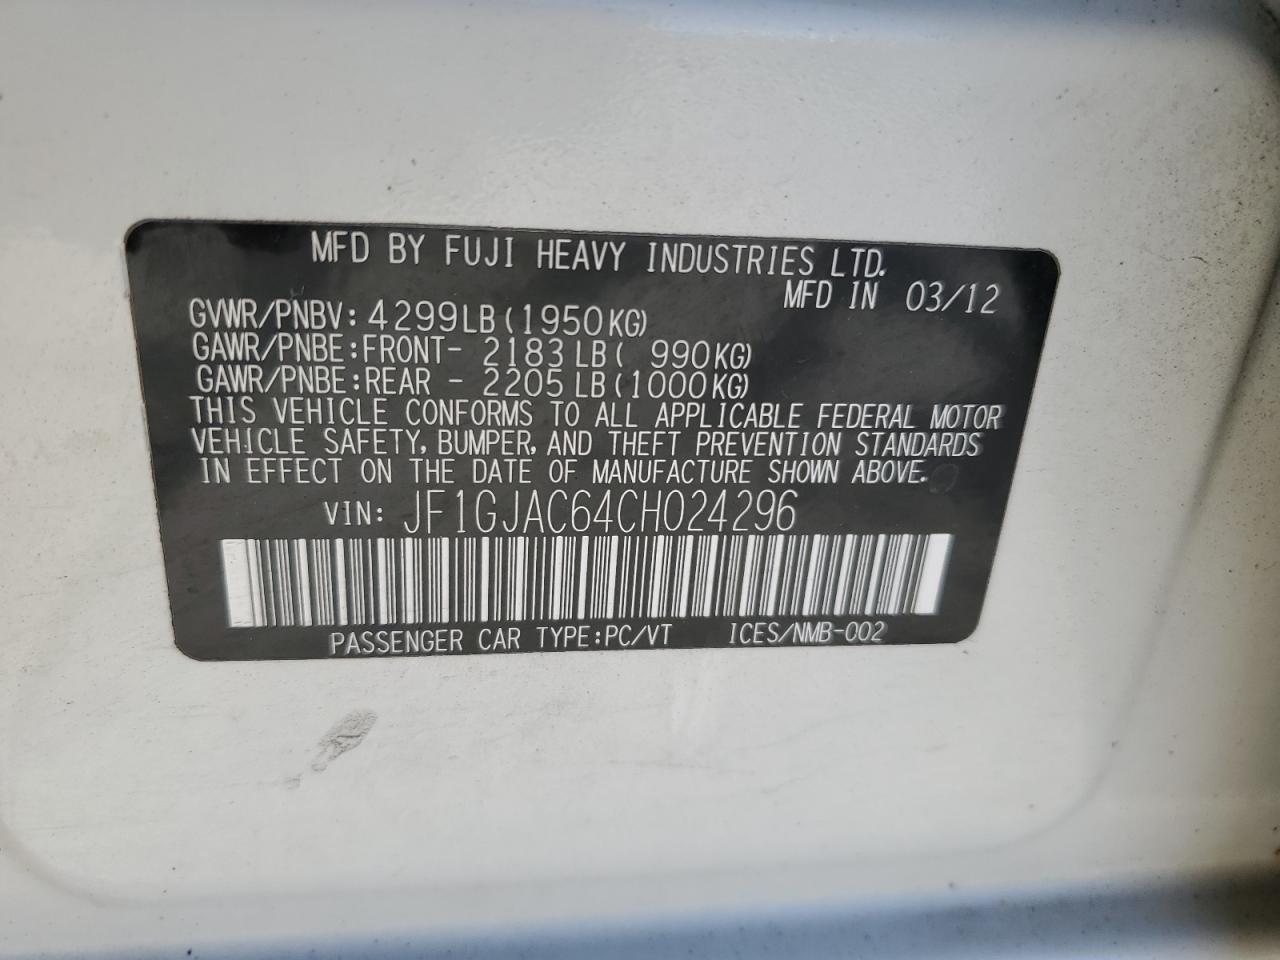 MFD BY FUJI HEAVY INDUSTRIES LTD.
MFD IN 03/12
GVWR/PNBV: 4299LB (1950KG)
GAWR/PNBE:FRONT- 2183LB( 990KG)
GAWR/PNBE:REAR - 2205LB(1000KG)
THIS VEHICLE CONFORMS TO ALL APPLICABLE FEDERAL MOTOR
VEHICLE SAFETY, BUMPER, AND THEFT PREVENTION STANDARDS
IN EFFECT ON THE DATE OF MANUFACTURE SHOWN ABOVE.
VIN: JF1GJAC64CH024296
PASSENGER CAR TYPE:PC/VT ICES/NMB-002